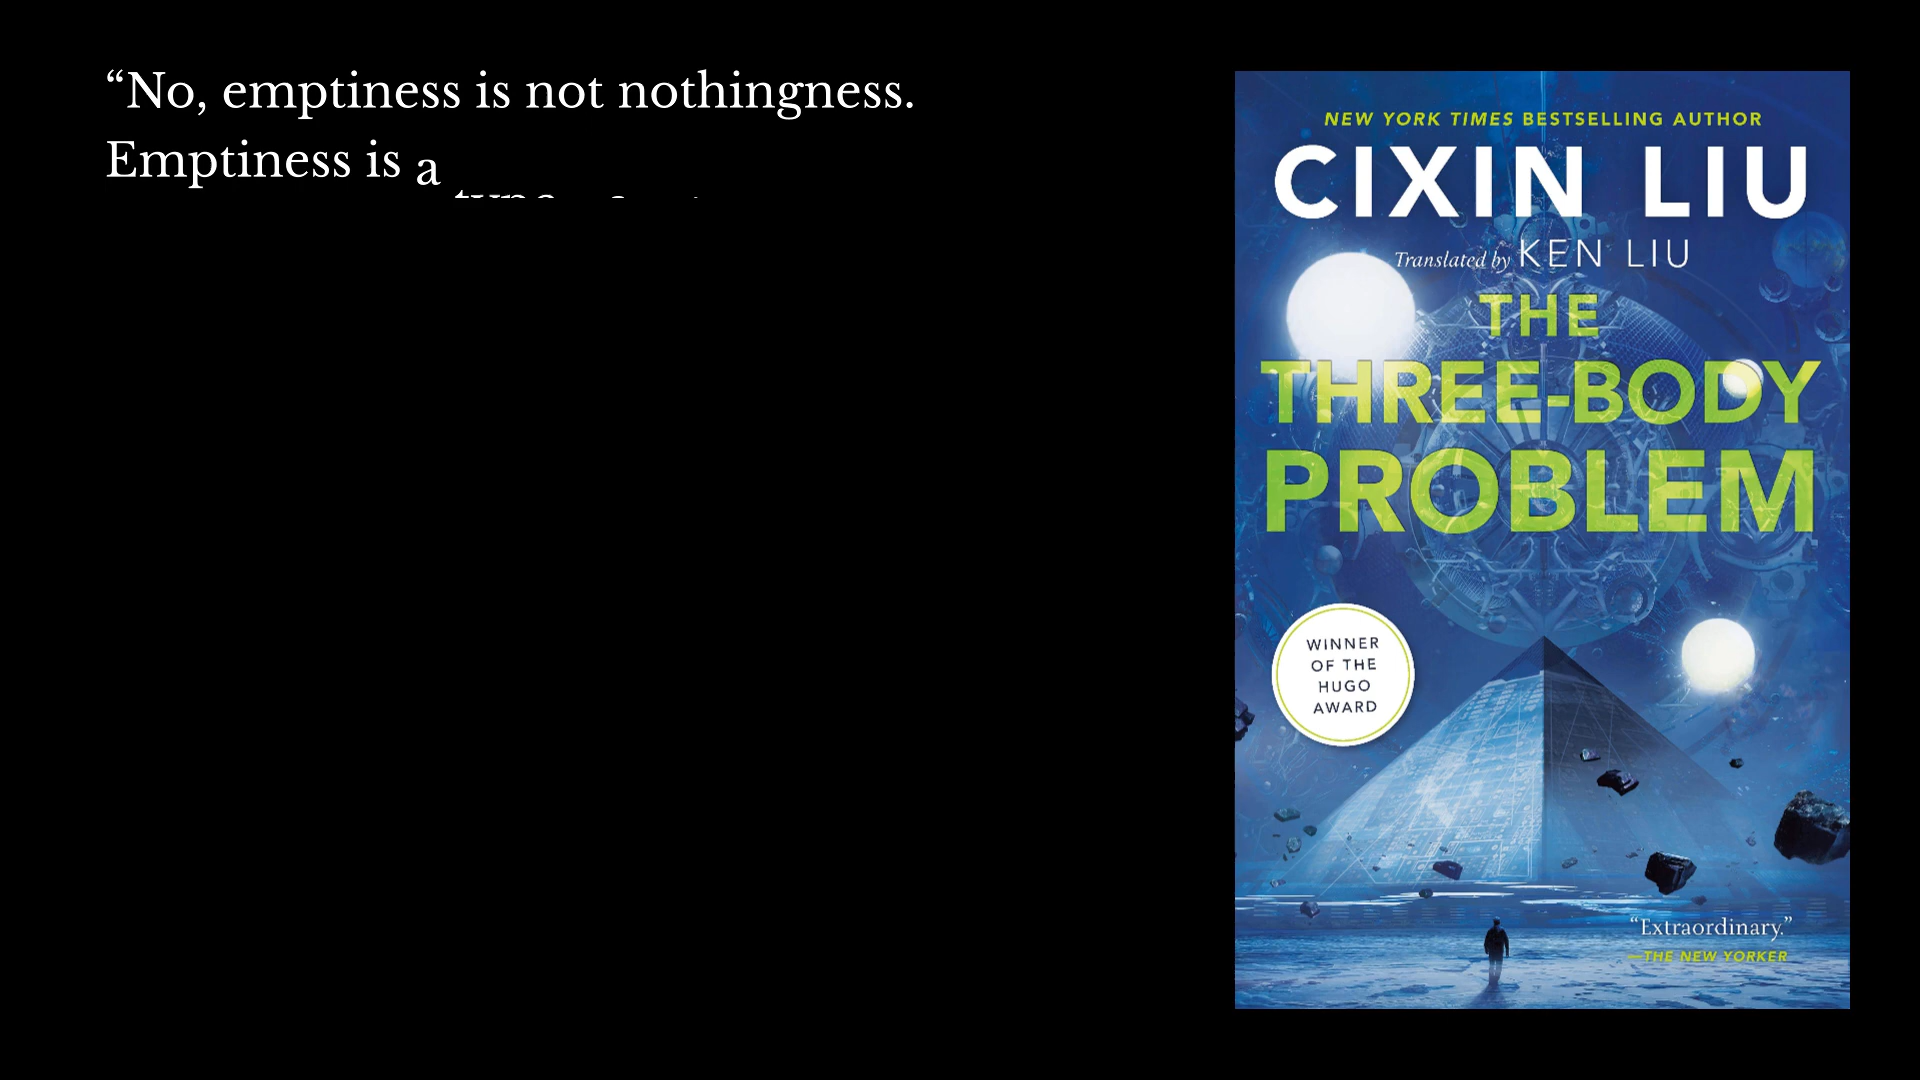 “No, emptiness is not nothingness.
Emptiness is a
NEW YORK TIMES BESTSELLING AUTHOR
CIXIN LIU
Translated by KEN LIU
THE
THREE-BODY
PROBLEM
WINNER
OF THE
HUGO
AWARD
“Extraordinary.”
—THE NEW YORKER